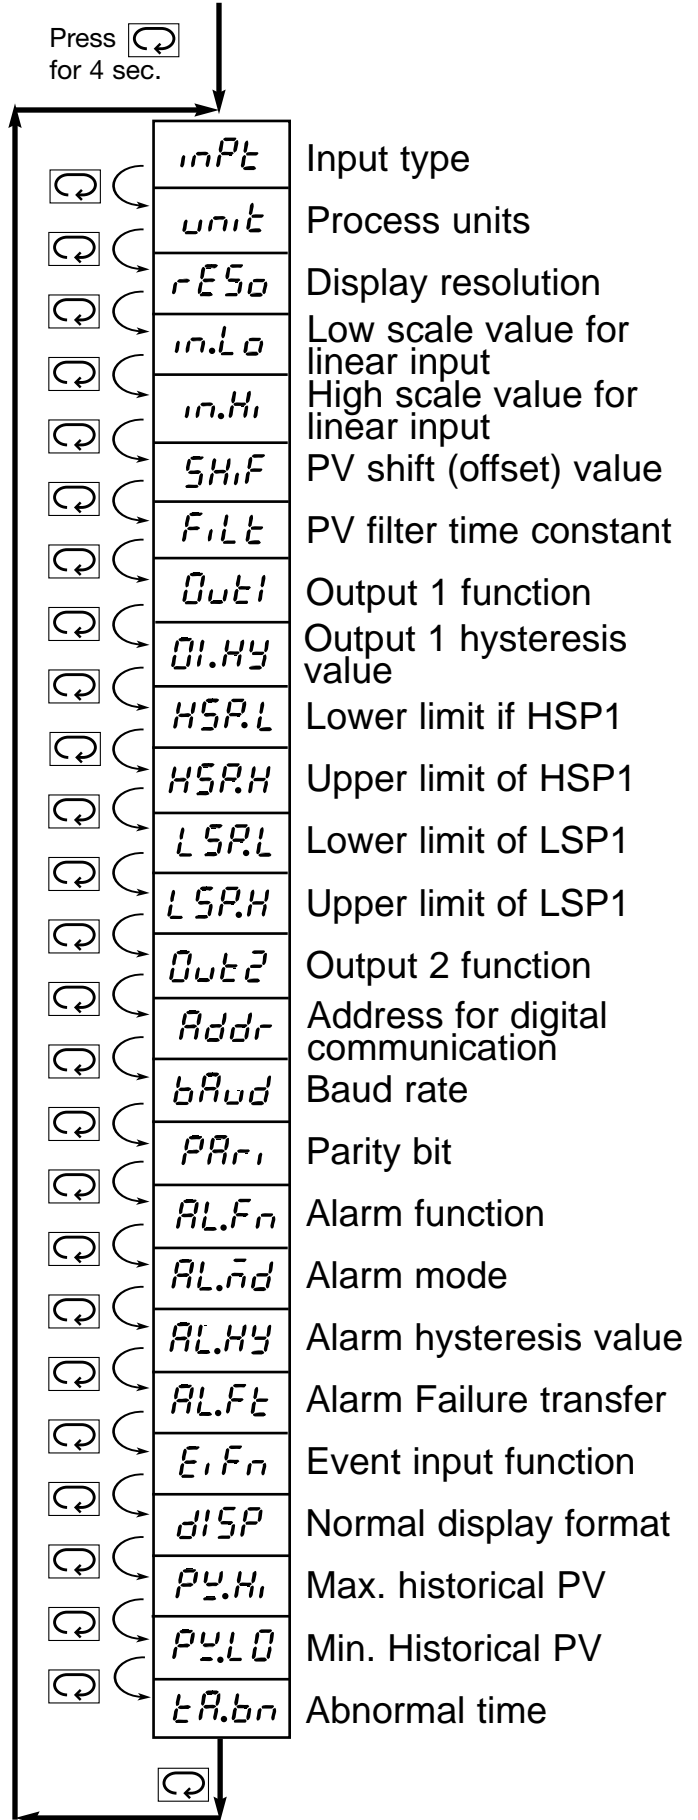 Press
for 4 sec.
inPt Input type
unit Process units
rESo Display resolution
in.Lo Low scale value for
linear input
in.Hi High scale value for
linear input
SHiF PV shift (offset) value
FiLt PV filter time constant
Out1 Output 1 function
O1.HY Output 1 hysteresis
value
HSP.L Lower limit if HSP1
HSP.H Upper limit of HSP1
LSP.L Lower limit of LSP1
LSP.H Upper limit of LSP1
Out2 Output 2 function
Addr Address for digital
communication
bAud Baud rate
PAri Parity bit
AL.Fn Alarm function
AL.md Alarm mode
AL.HY Alarm hysteresis value
AL.Ft Alarm Failure transfer
EiFn Event input function
diSP Normal display format
PV.Hi Max. historical PV
PV.LO Min. Historical PV
tA.bn Abnormal time